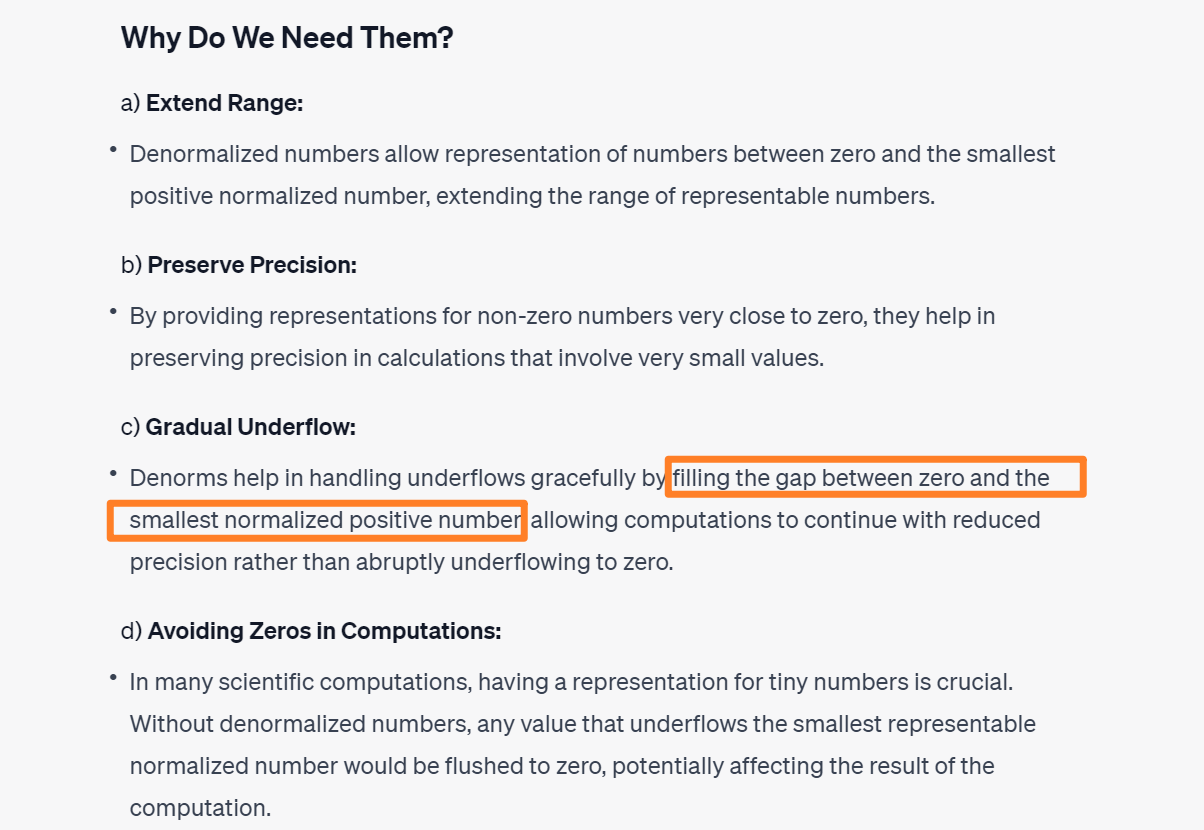 Why Do We Need Them?
a) Extend Range:
• Denormalized numbers allow representation of numbers between zero and the smallest
positive normalized number, extending the range of representable numbers.
b) Preserve Precision:
• By providing representations for non-zero numbers very close to zero, they help in
preserving precision in calculations that involve very small values.
c) Gradual Underflow:
• Denorms help in handling underflows gracefully by filling the gap between zero and the
smallest normalized positive number allowing computations to continue with reduced
precision rather than abruptly underflowing to zero.
d) Avoiding Zeros in Computations:
• In many scientific computations, having a representation for tiny numbers is crucial.
Without denormalized numbers, any value that underflows the smallest representable
normalized number would be flushed to zero, potentially affecting the result of the
computation.